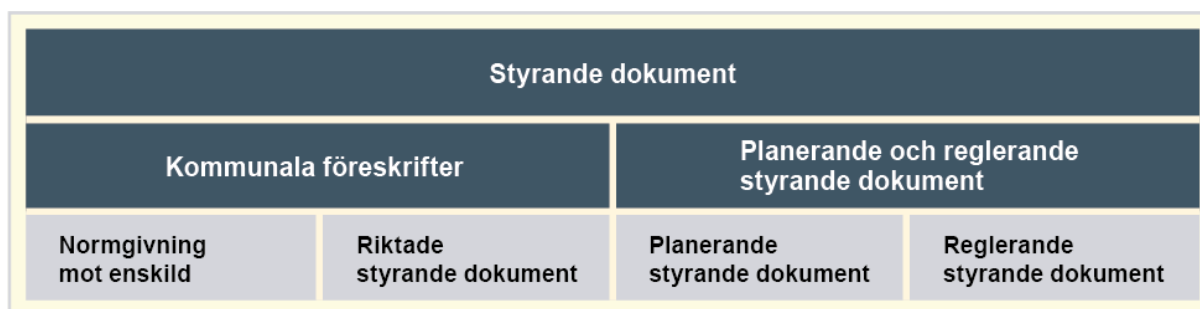 Styrande dokument
Kommunala föreskrifter
Planerande och reglerande
styrande dokument
Normgivning
mot enskild
Riktade
styrande dokument
Planerande
styrande dokument
Reglerande
styrande dokument